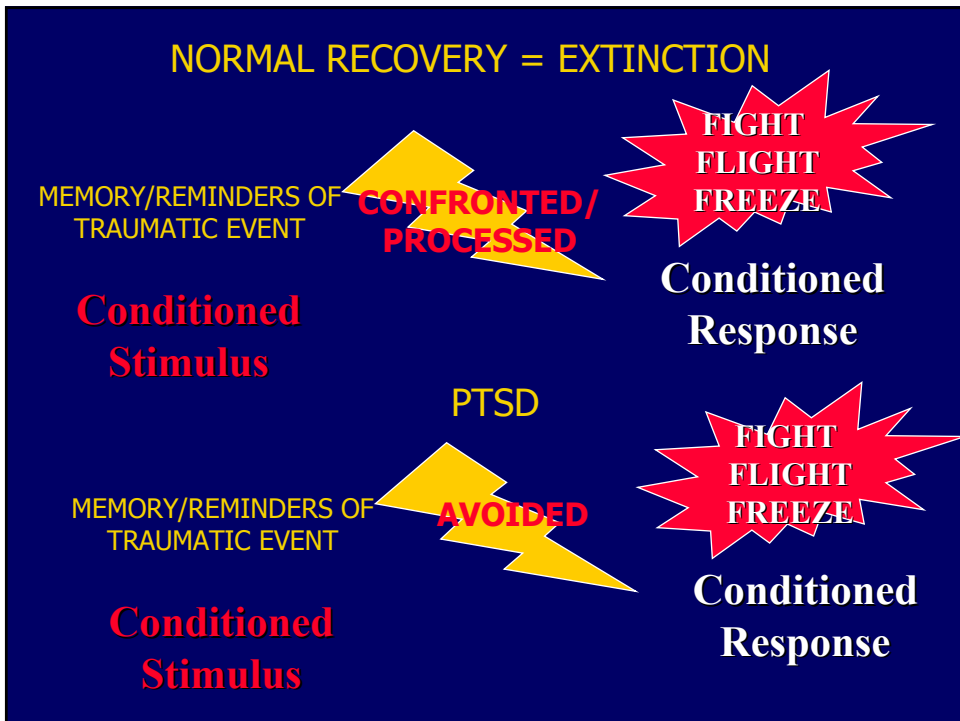 NORMAL RECOVERY = EXTINCTION
MEMORY/REMINDERS OF
TRAUMATIC EVENT
CONFRONTED/
PROCESSED
FIGHT
FLIGHT
FREEZE
Conditioned
Stimulus
Conditioned
Response
PTSD
MEMORY/REMINDERS OF
TRAUMATIC EVENT
AVOIDED
FIGHT
FLIGHT
FREEZE
Conditioned
Stimulus
Conditioned
Response